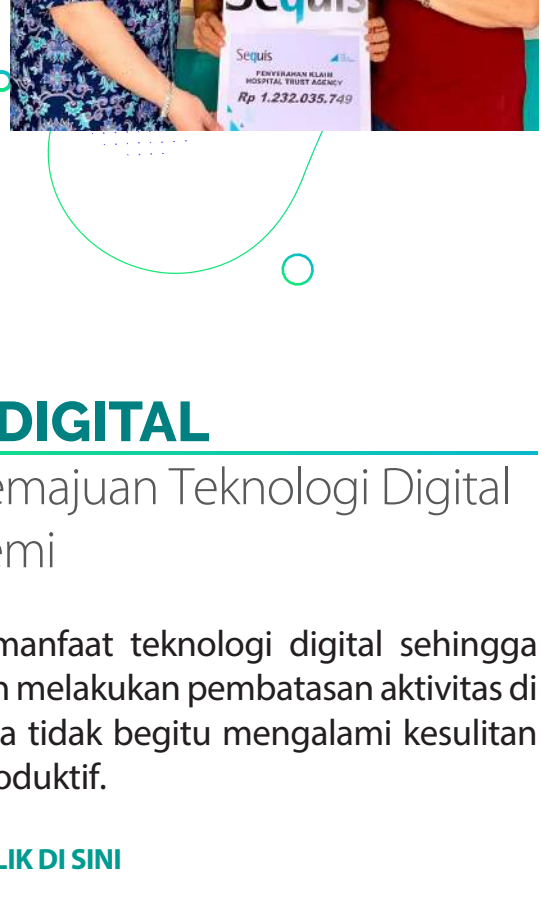 Sequis
Sequis
PENYERAHAN KLAIM
HOSPITAL TRUST AGENCY
Rp 1.232.035.749
DIGITAL
emajuan Teknologi Digital
emi
manfaat teknologi digital sehingga
n melakukan pembatasan aktivitas di
a tidak begitu mengalami kesulitan
oduktif.
LIK DI SINI